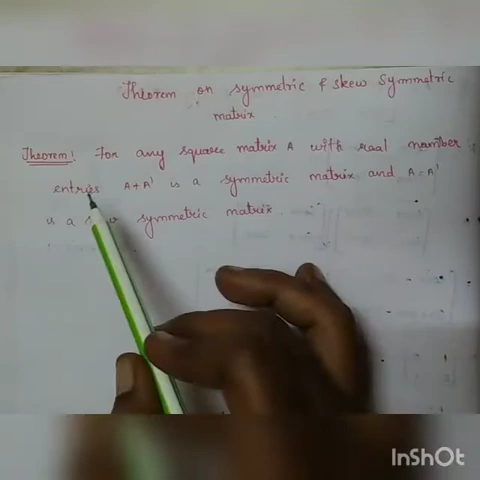 Theorem on symmetric & skew symmetric
matrix.
Theorem: For any square matrix A with real number
entries A+A' is a symmetric matrix and A-A'
is a symmetric matrix.
InShOt